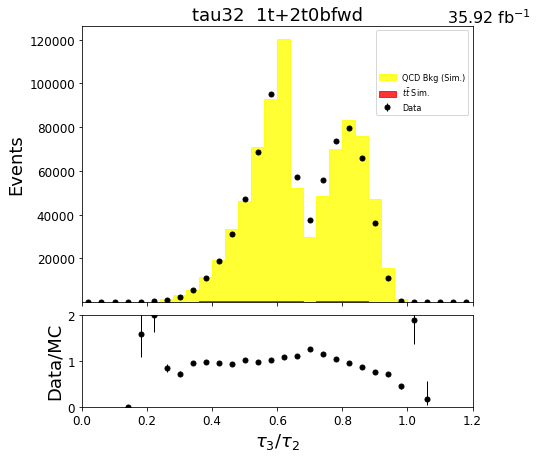 tau32  1t+2t0bfwd
35.92 fb⁻¹
QCD Bkg (Sim.)
tt̄ Sim.
Data
Events
120000
100000
80000
60000
40000
20000
Data/MC
2
1
0
0.0 0.2 0.4 0.6 0.8 1.0 1.2
τ₃/τ₂